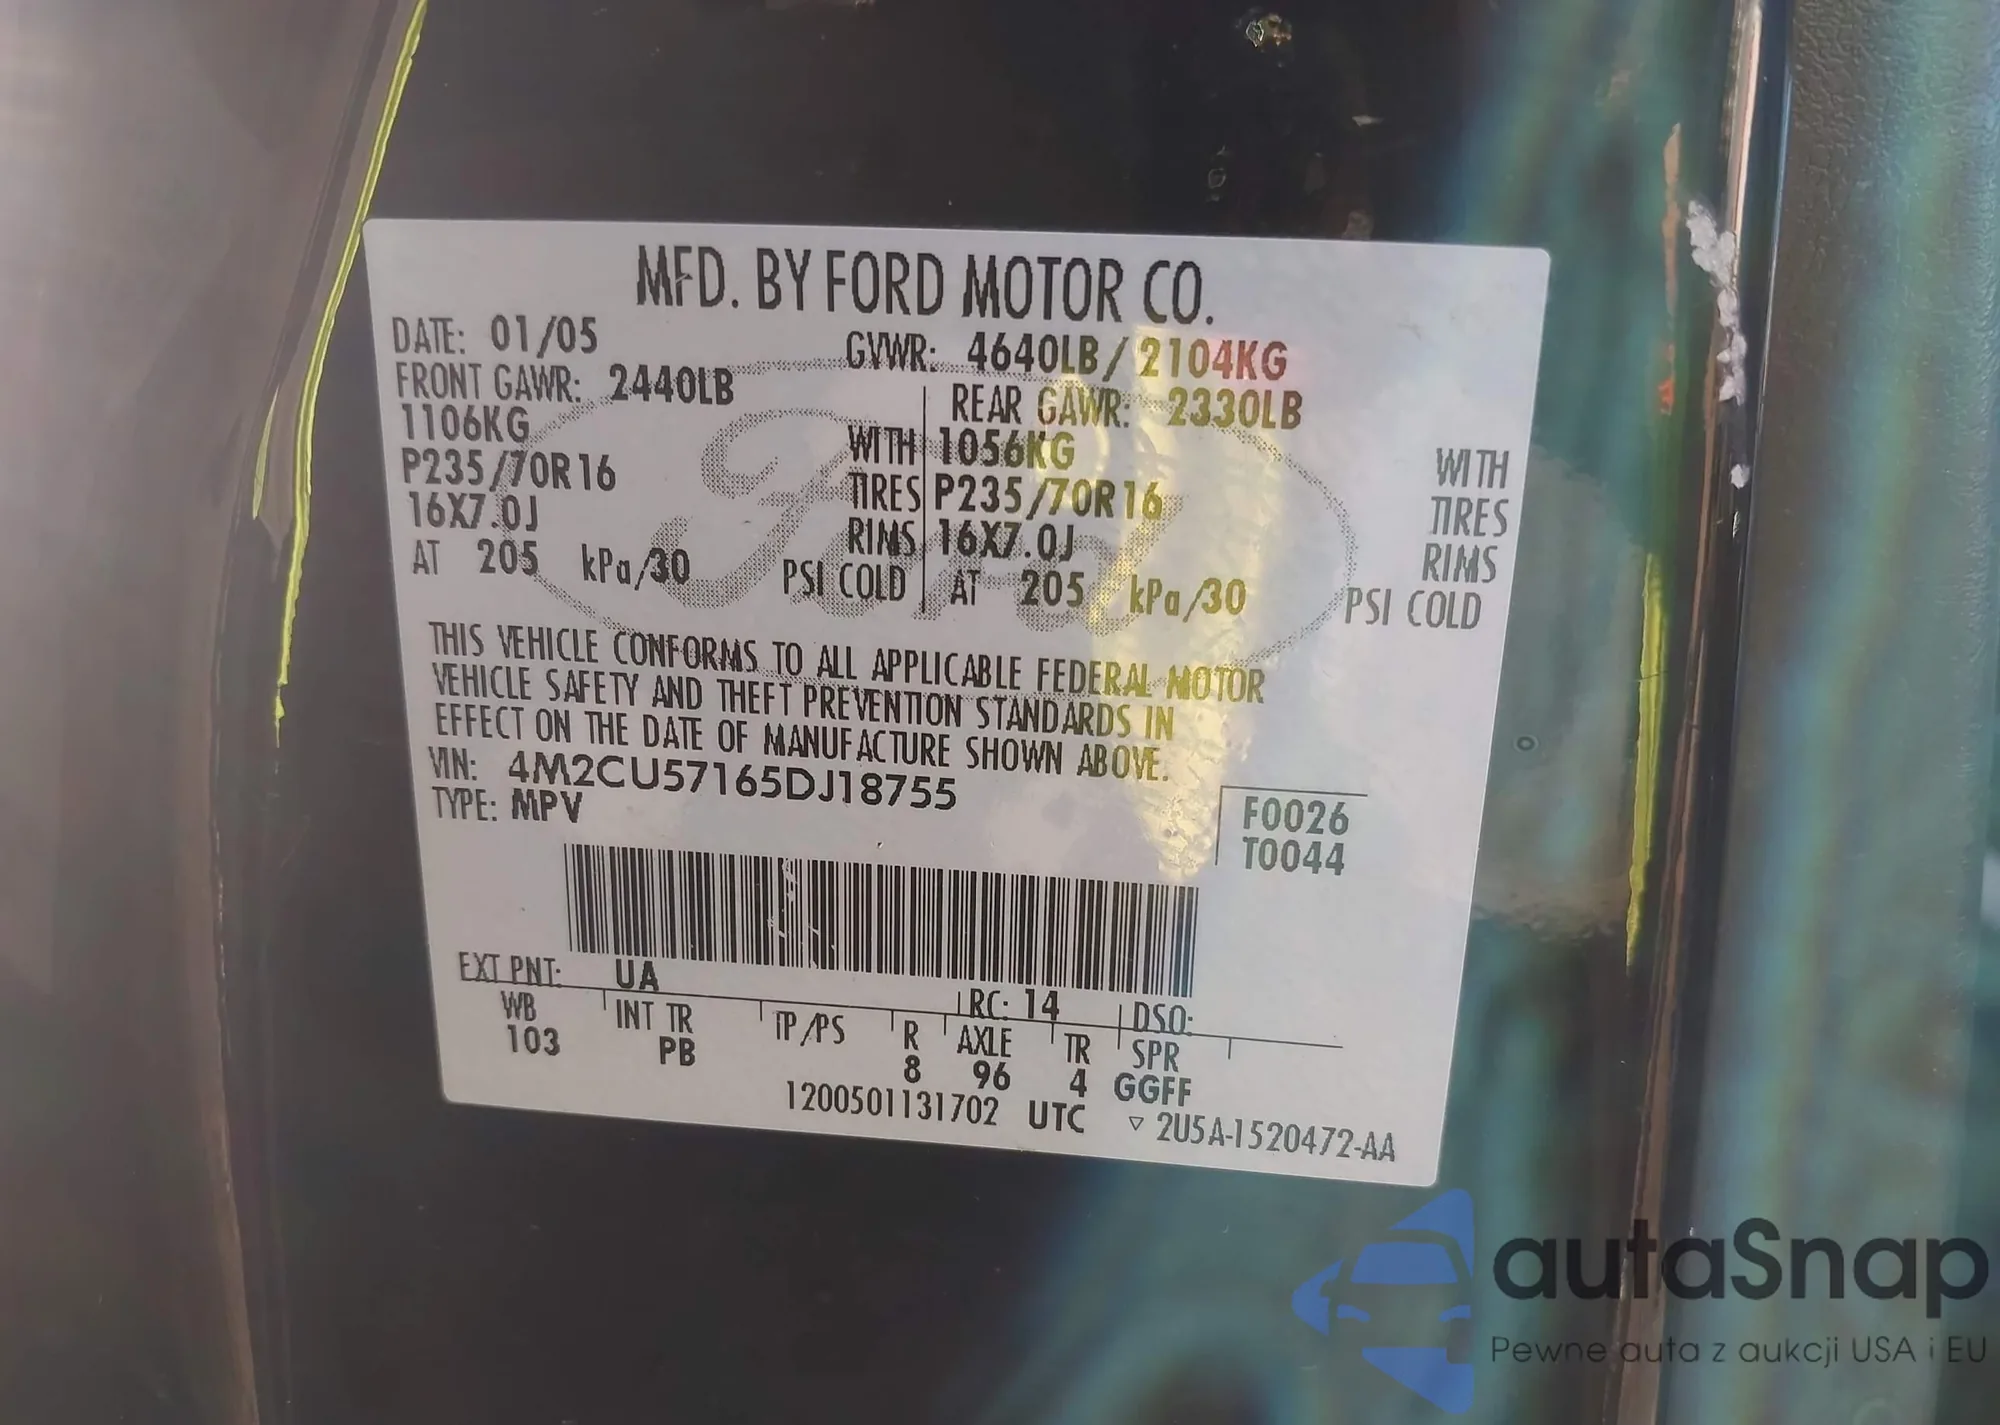 MFD. BY FORD MOTOR CO.
DATE: 01/05 GVWR: 4640LB/2104KG
FRONT GAWR: 2440LB REAR GAWR: 2330LB
1106KG WITH 1056KG WITH
P235/70R16 TIRES P235/70R16 TIRES
16X7.0J RIMS 16X7.0J RIMS
AT 205 kPa/30 PSI COLD AT 205 kPa/30 PSI COLD
Ford
THIS VEHICLE CONFORMS TO ALL APPLICABLE FEDERAL MOTOR
VEHICLE SAFETY AND THEFT PREVENTION STANDARDS IN
EFFECT ON THE DATE OF MANUFACTURE SHOWN ABOVE.
VIN: 4M2CU57165DJ18755
TYPE: MPV
F0026
T0044
EXT PNT: UA RC: 14 DSO:
WB INT TR TP/PS R AXLE TR SPR
103 PB 8 96 4 GGFF
1200501131702 UTC ▽ 2U5A-1520472-AA
autaSnap
Pewne auta z aukcji USA i EU